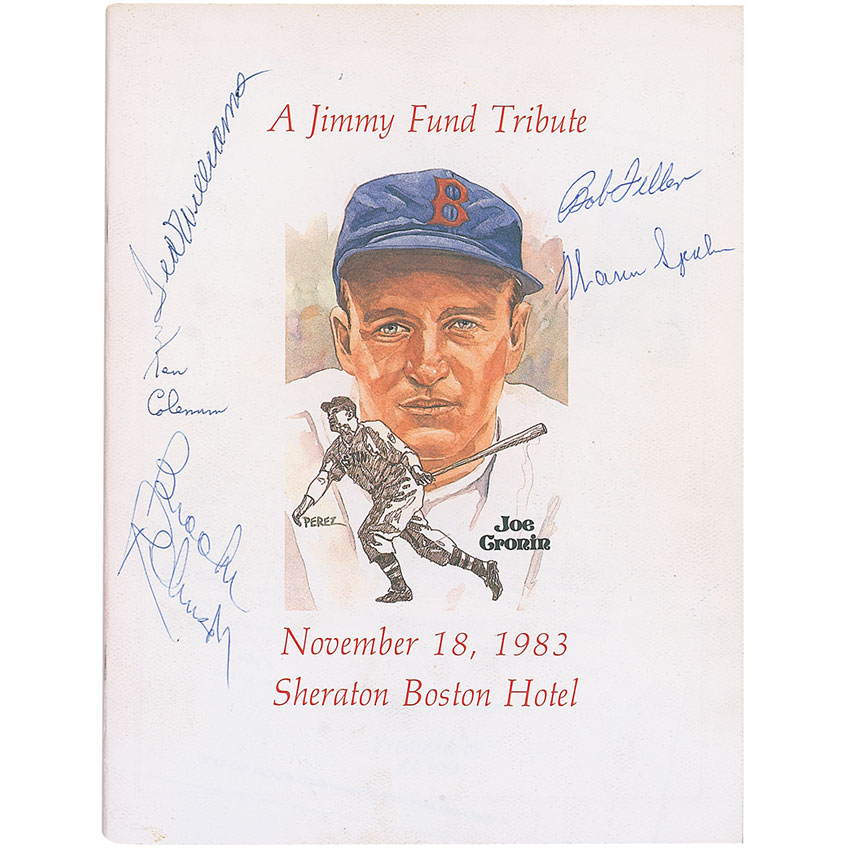 A Jimmy Fund Tribute
Ted Williams
Bob Feller
Warren Spahn
B
Ken
Coleman
PEREZ
Joe
Cronin
November 18, 1983
Sheraton Boston Hotel